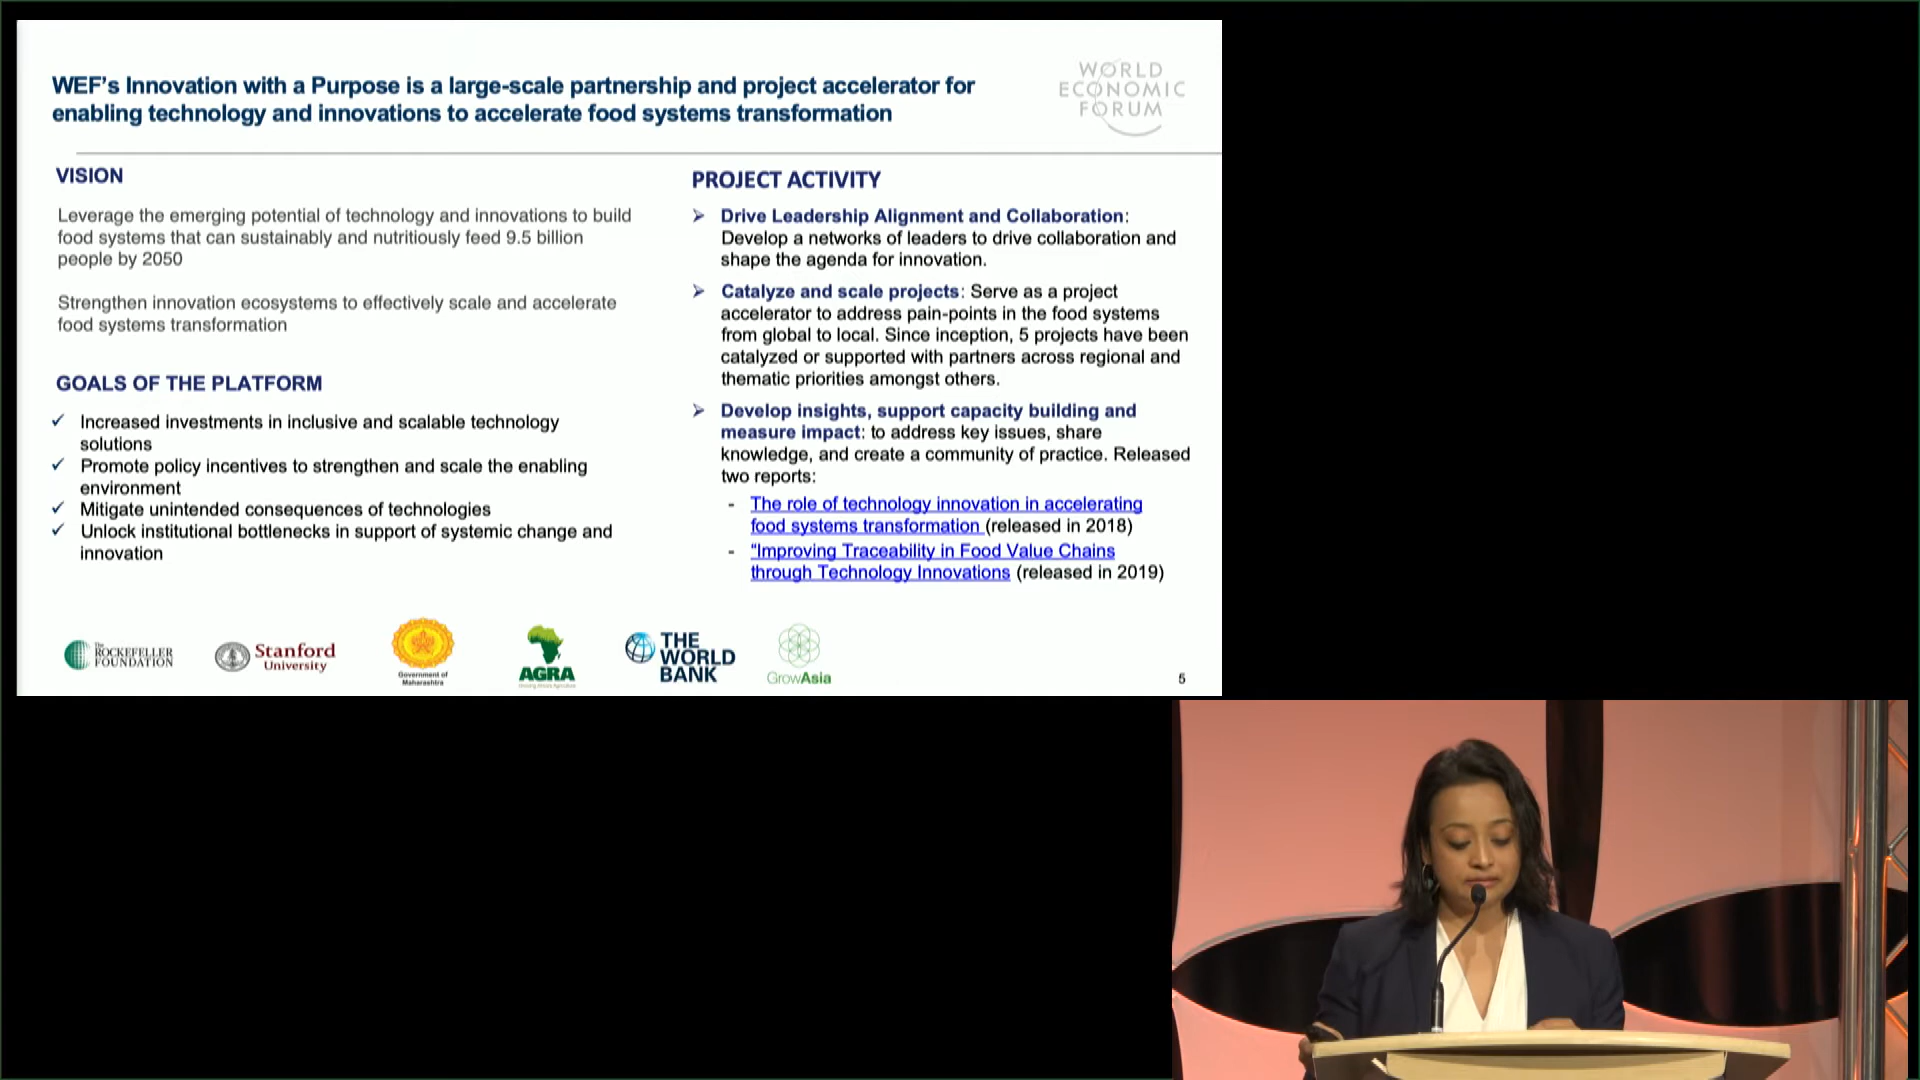 WEF's Innovation with a Purpose is a large-scale partnership and project accelerator for
enabling technology and innovations to accelerate food systems transformation
WORLD
ECONOMIC
FORUM
VISION
Leverage the emerging potential of technology and innovations to build
food systems that can sustainably and nutritiously feed 9.5 billion
people by 2050
Strengthen innovation ecosystems to effectively scale and accelerate
food systems transformation
GOALS OF THE PLATFORM
✓ Increased investments in inclusive and scalable technology
solutions
✓ Promote policy incentives to strengthen and scale the enabling
environment
✓ Mitigate unintended consequences of technologies
✓ Unlock institutional bottlenecks in support of systemic change and
innovation
PROJECT ACTIVITY
➢ Drive Leadership Alignment and Collaboration:
Develop a networks of leaders to drive collaboration and
shape the agenda for innovation.
➢ Catalyze and scale projects: Serve as a project
accelerator to address pain-points in the food systems
from global to local. Since inception, 5 projects have been
catalyzed or supported with partners across regional and
thematic priorities amongst others.
➢ Develop insights, support capacity building and
measure impact: to address key issues, share
knowledge, and create a community of practice. Released
two reports:
- The role of technology innovation in accelerating
food systems transformation (released in 2018)
- "Improving Traceability in Food Value Chains
through Technology Innovations (released in 2019)
The
ROCKEFELLER
FOUNDATION
Stanford
University
Government of
Maharashtra
AGRA
THE
WORLD
BANK
GrowAsia
5